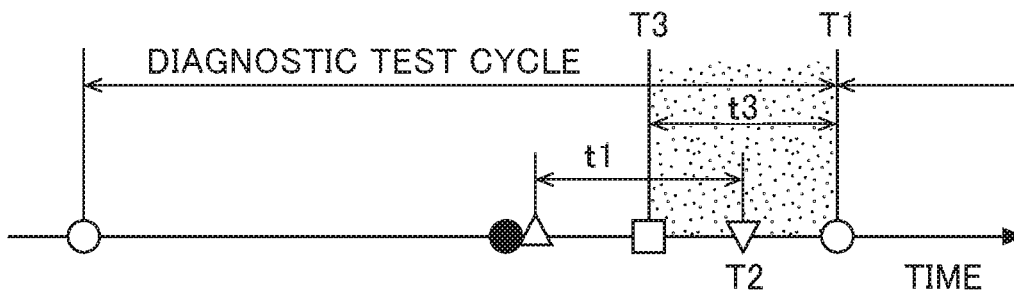 T3 T1
DIAGNOSTIC TEST CYCLE
t3
t1
T2 TIME